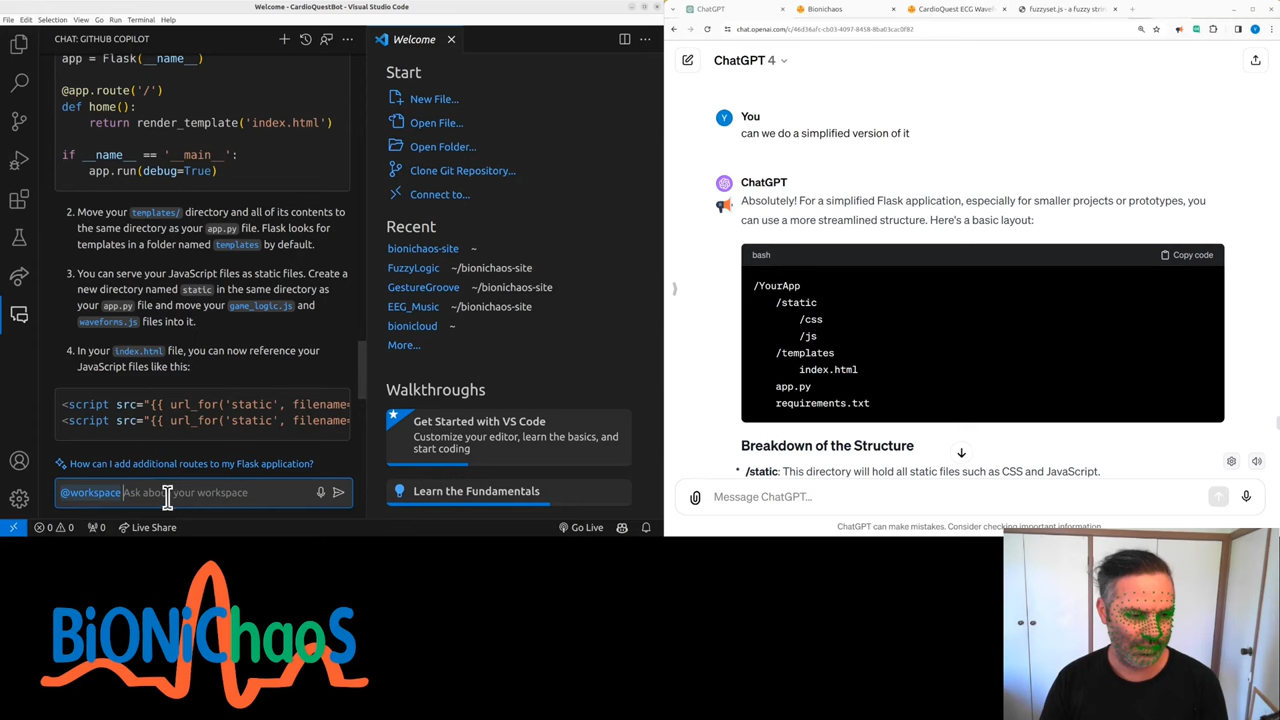 Welcome - CardioQuestBot - Visual Studio Code
File Edit Selection View Go Run Terminal Help
CHAT: GITHUB COPILOT
app = Flask(__name__)
@app.route('/')
def home():
return render_template('index.html')
if __name__ == '__main__':
app.run(debug=True)
2. Move your templates/ directory and all of its contents to
the same directory as your app.py file. Flask looks for
templates in a folder named templates by default.
3. You can serve your JavaScript files as static files. Create a
new directory named static in the same directory as
your app.py file and move your game_logic.js and
waveforms.js files into it.
4. In your index.html file, you can now reference your
JavaScript files like this:
<script src="{{ url_for('static', filename=
<script src="{{ url_for('static', filename=
How can I add additional routes to my Flask application?
@workspace Ask about your workspace
0 0 0 Live Share
Go Live
Welcome
Start
New File...
Open File...
Open Folder...
Clone Git Repository...
Connect to...
Recent
bionichaos-site ~
FuzzyLogic ~/bionichaos-site
GestureGroove ~/bionichaos-site
EEG_Music ~/bionichaos-site
bionicloud ~
More...
Walkthroughs
Get Started with VS Code
Customize your editor, learn the basics, and
start coding
Learn the Fundamentals
ChatGPT
Bionichaos
CardioQuest ECG Wavef
fuzzyset.js - a fuzzy strin
chat.openai.com/c/46d36afc-cb03-4097-8458-8ba03cac0f82
ChatGPT 4
You
can we do a simplified version of it
ChatGPT
Absolutely! For a simplified Flask application, especially for smaller projects or prototypes, you
can use a more streamlined structure. Here's a basic layout:
bash Copy code
/YourApp
/static
/css
/js
/templates
index.html
app.py
requirements.txt
Breakdown of the Structure
• /static: This directory will hold all static files such as CSS and JavaScript.
Message ChatGPT...
ChatGPT can make mistakes. Consider checking important information.
BiONiChaOS